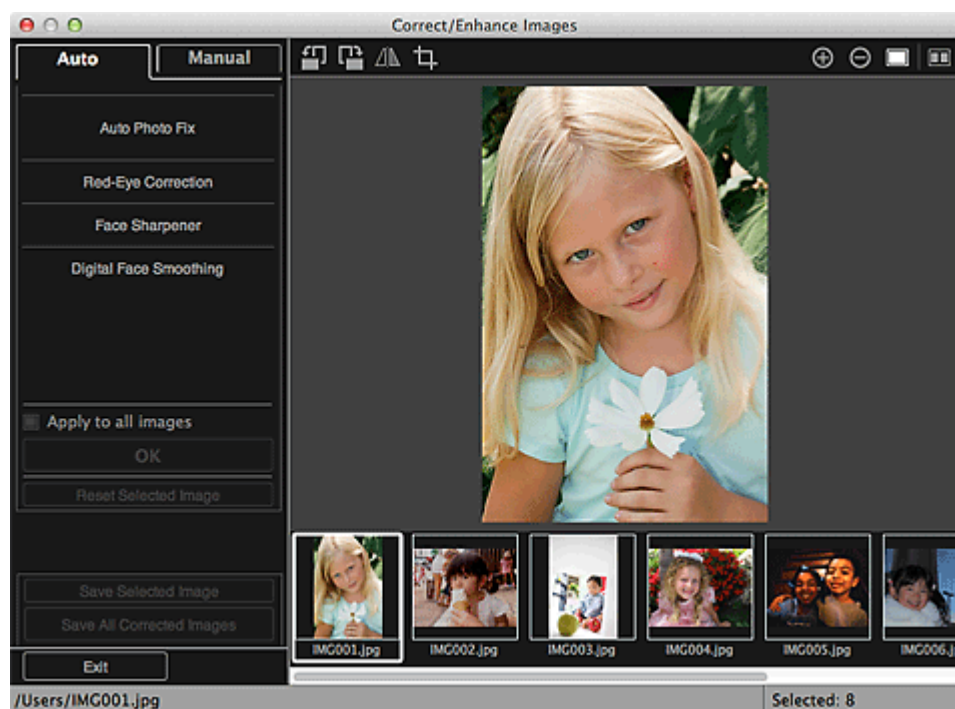 Correct/Enhance Images
Auto
Manual
Auto Photo Fix
Red-Eye Correction
Face Sharpener
Digital Face Smoothing
Apply to all images
OK
Reset Selected Image
Save Selected Image
Save All Corrected Images
Exit
IMG001.jpg
IMG002.jpg
IMG003.jpg
IMG004.jpg
IMG005.jpg
IMG006.j
/Users/IMG001.jpg
Selected: 8